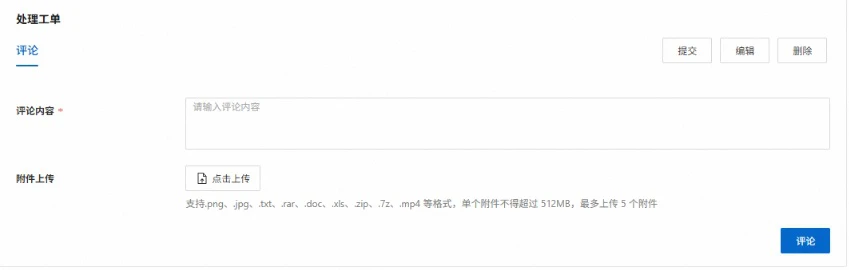 处理工单
评论
提交 编辑 删除
评论内容 *
请输入评论内容
附件上传
点击上传
支持.png、.jpg、.txt、.rar、.doc、.xls、.zip、.7z、.mp4 等格式，单个附件不得超过 512MB，最多上传 5 个附件
评论